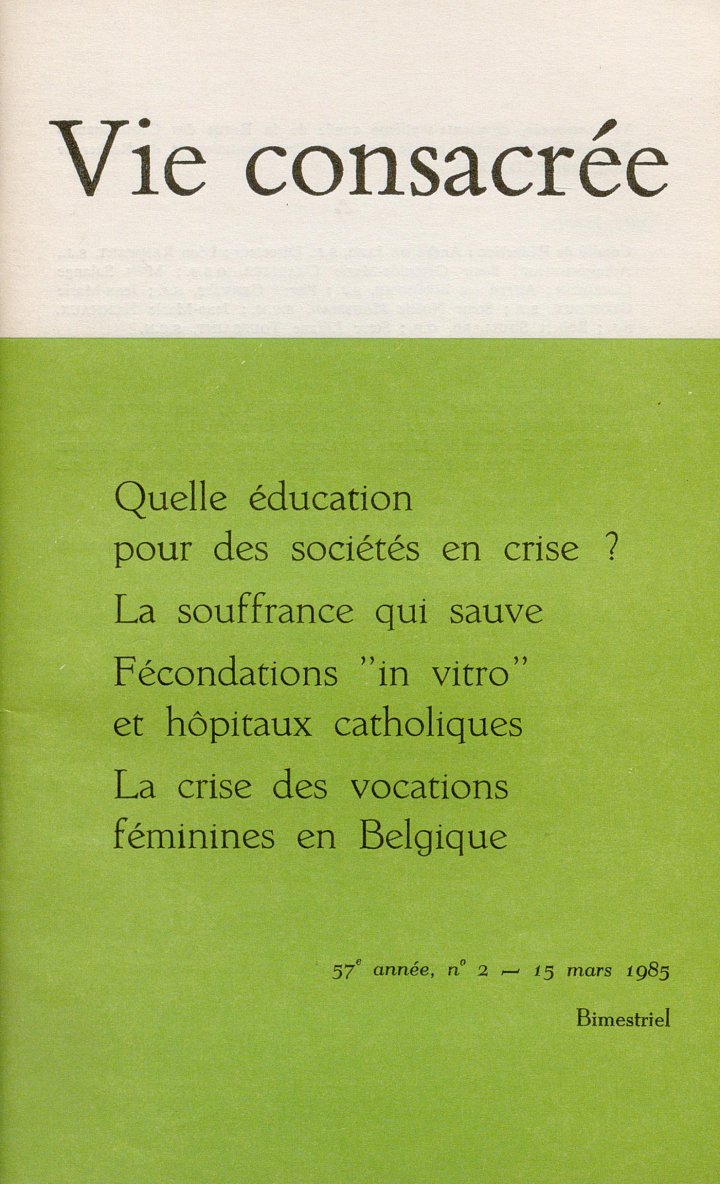 Vie consacrée
Quelle éducation
pour des sociétés en crise ?
La souffrance qui sauve
Fécondations ”in vitro”
et hôpitaux catholiques
La crise des vocations
féminines en Belgique
57e année, no 2 — 15 mars 1985
Bimestriel